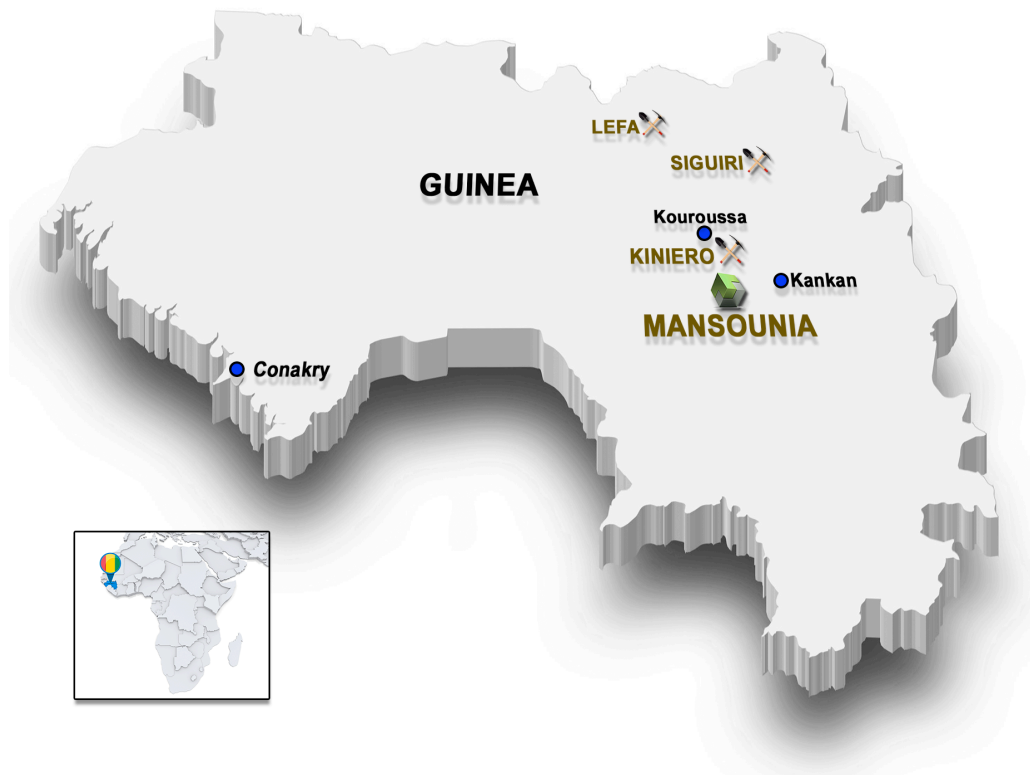 LEFA
SIGUIRI
GUINEA
Kouroussa
KINIERO
Kankan
MANSOUNIA
Conakry